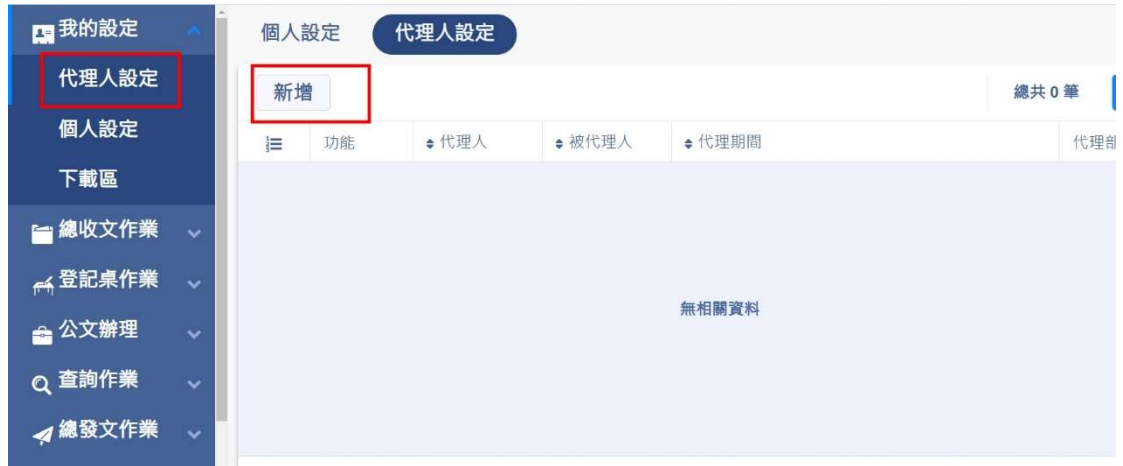 我的設定
代理人設定
個人設定
下載區
總收文作業
登記桌作業
公文辦理
查詢作業
總發文作業
個人設定 代理人設定
新增 總共 0 筆
功能 代理人 被代理人 代理期間 代理部
無相關資料